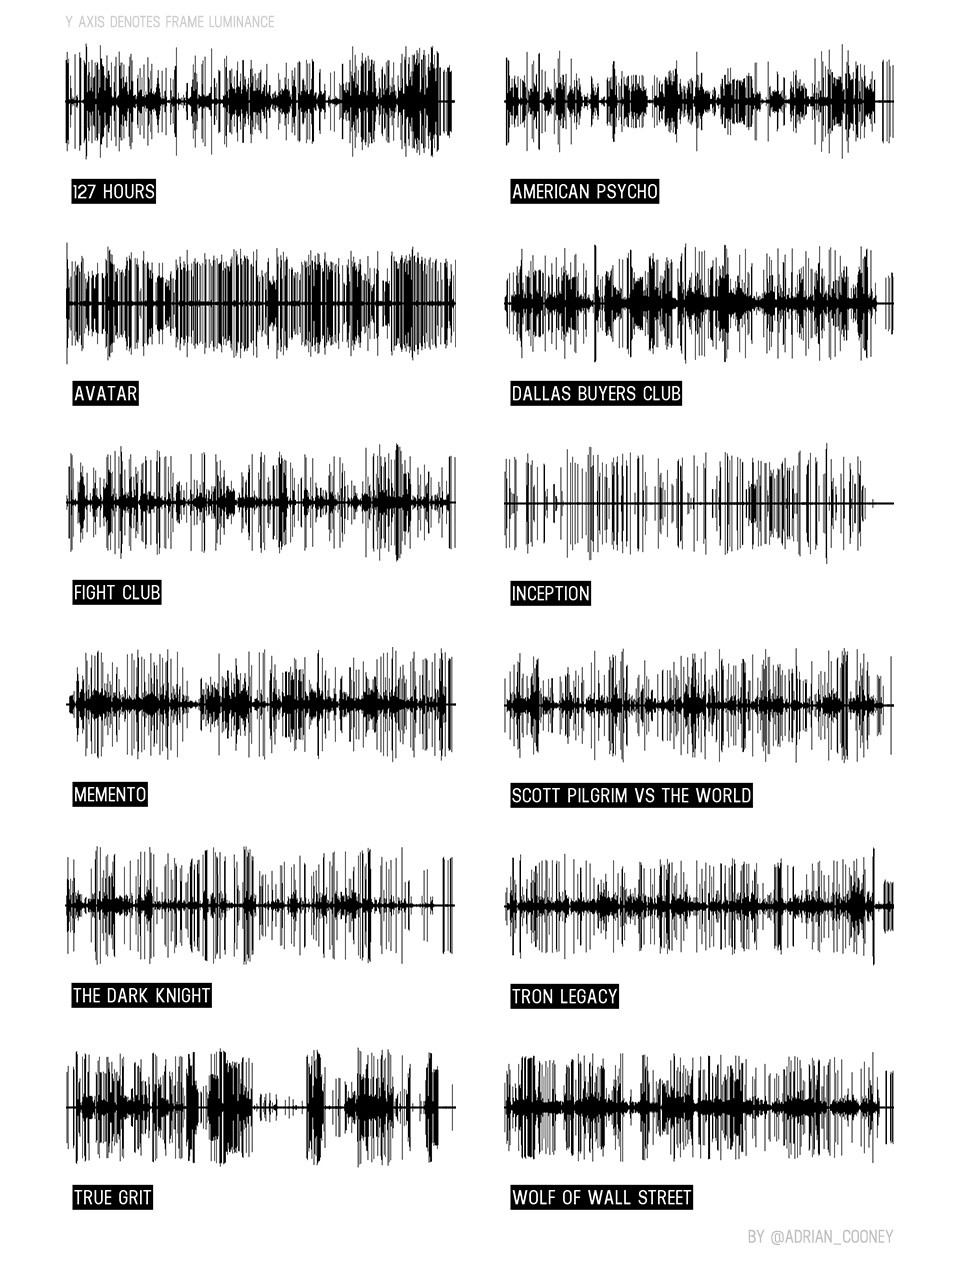 Y AXIS DENOTES FRAME LUMINANCE
127 HOURS
AMERICAN PSYCHO
AVATAR
DALLAS BUYERS CLUB
FIGHT CLUB
INCEPTION
MEMENTO
SCOTT PILGRIM VS THE WORLD
THE DARK KNIGHT
TRON LEGACY
TRUE GRIT
WOLF OF WALL STREET
BY @ADRIAN_COONEY